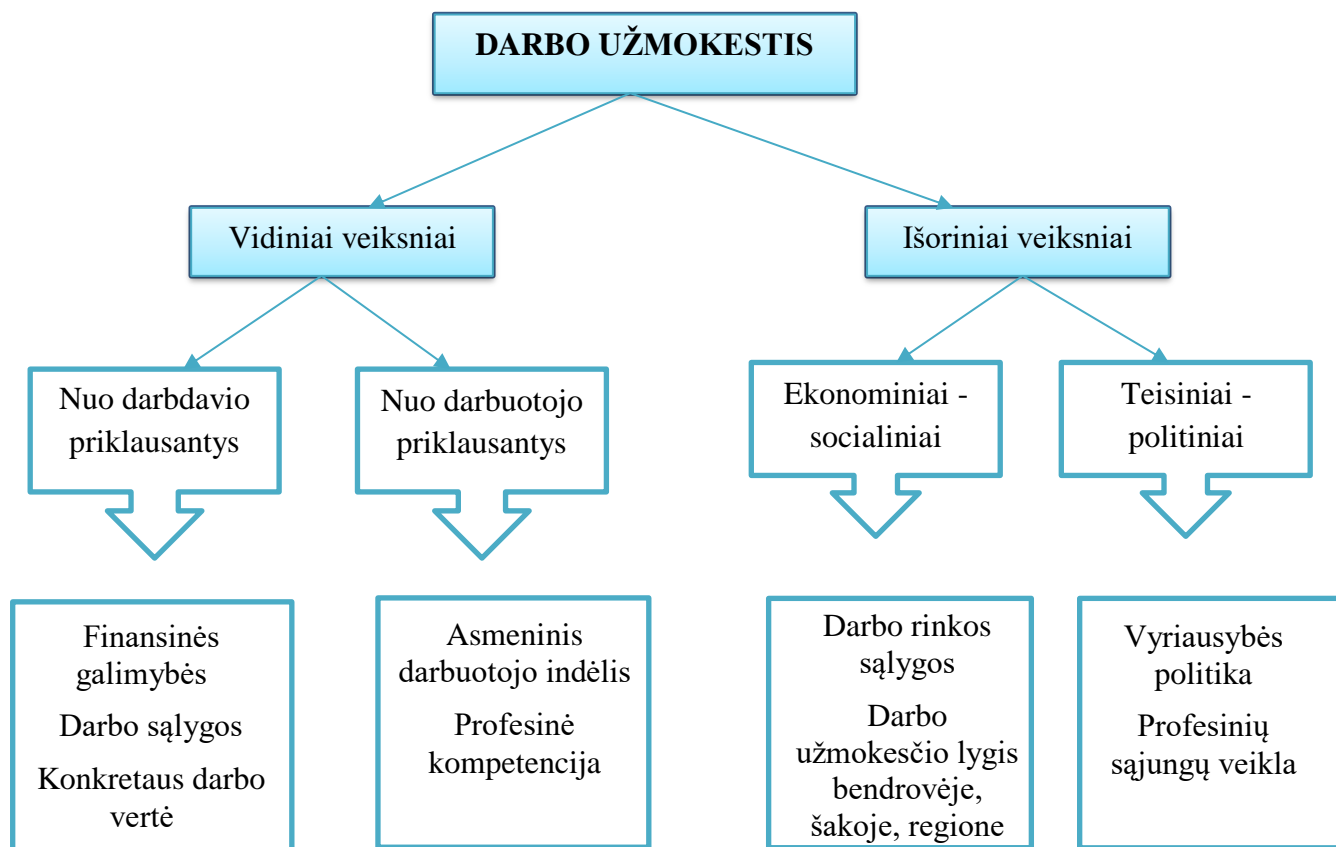 DARBO UŽMOKESTIS
Vidiniai veiksniai
Išoriniai veiksniai
Nuo darbdavio
priklausantys
Nuo darbuotojo
priklausantys
Ekonominiai -
socialiniai
Teisiniai -
politiniai
Finansinės
galimybės
Darbo sąlygos
Konkretaus darbo
vertė
Asmeninis
darbuotojo indėlis
Profesinė
kompetencija
Darbo rinkos
sąlygos
Darbo
užmokesčio lygis
bendrovėje,
šakoje, regione
Vyriausybės
politika
Profesinių
sąjungų veikla